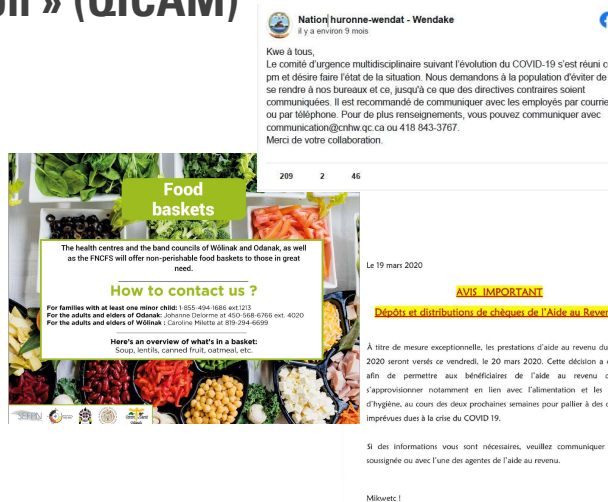 » (QICAM)
Nation huronne-wendat - Wendake
il y a environ 9 mois
Kwe à tous,
Le comité d'urgence multidisciplinaire suivant l'évolution du COVID-19 s'est réuni
pm et désire faire l'état de la situation. Nous demandons à la population d'éviter de
se rendre à nos bureaux et ce, jusqu'à ce que des directives contraires soient
communiquées. Il est recommandé de communiquer avec les employés par courrie
ou par téléphone. Pour de plus renseignements, vous pouvez communiquer avec
communication@cnhw.qc.ca ou 418 843-3767.
Merci de votre collaboration.
209 2 46
Food
baskets
The health centres and the band councils of Wôlinak and Odanak, as well
as the FNCFS will offer non-perishable food baskets to those in great
need.
How to contact us ?
For families with at least one minor child: 1-855-494-1686 ext.1213
For the adults and elders of Odanak: Johanne Delorme at 450-568-6766 ext. 4020
For the adults and elders of Wôlinak ; Caroline Milette at 819-294-6699
Here's an overview of what's in a basket:
Soup, lentils, canned fruit, oatmeal, etc.
SEFPN
Le 19 mars 2020
AVIS IMPORTANT
Dépôts et distributions de chèques de l'Aide au Reven
À titre de mesure exceptionnelle, les prestations d'aide au revenu du
2020 seront versés ce vendredi, le 20 mars 2020. Cette décision a
afin de permettre aux bénéficiaires de l'aide au revenu
s'approvisionner notamment en lien avec l'alimentation et les
d'hygiène, au cours des deux prochaines semaines pour pallier à des
imprévues dues à la crise du COVID 19.
Si des informations vous sont nécessaires, veuillez communiquer
soussignée ou avec l'une des agentes de l'aide au revenu.
Mikwetc !